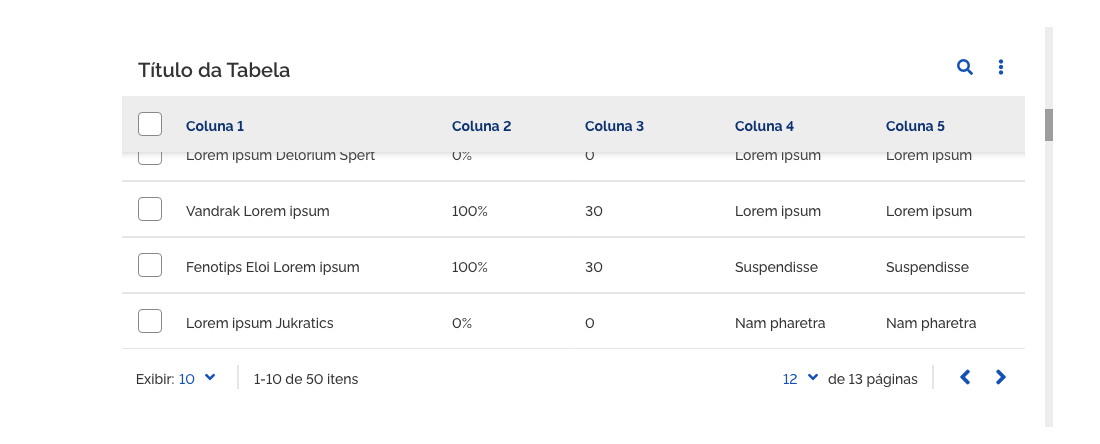 Título da Tabela
Coluna 1 Coluna 2 Coluna 3 Coluna 4 Coluna 5
Lorem ipsum Delorium Spert 0% 0 Lorem ipsum Lorem ipsum
Vandrak Lorem ipsum 100% 30 Lorem ipsum Lorem ipsum
Fenotips Eloi Lorem ipsum 100% 30 Suspendisse Suspendisse
Lorem ipsum Jukratics 0% 0 Nam pharetra Nam pharetra
Exibir: 10 1-10 de 50 itens 12 de 13 páginas